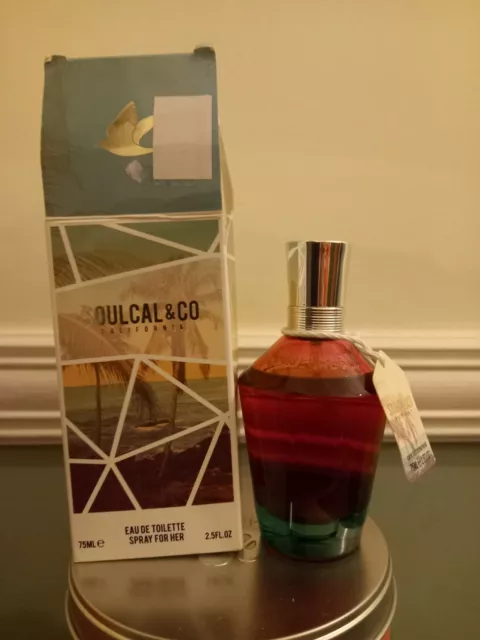 SOULCAL&CO
CALIFORNIA
EAU DE TOILETTE
SPRAY FOR HER
75ML e
2.5FL.OZ